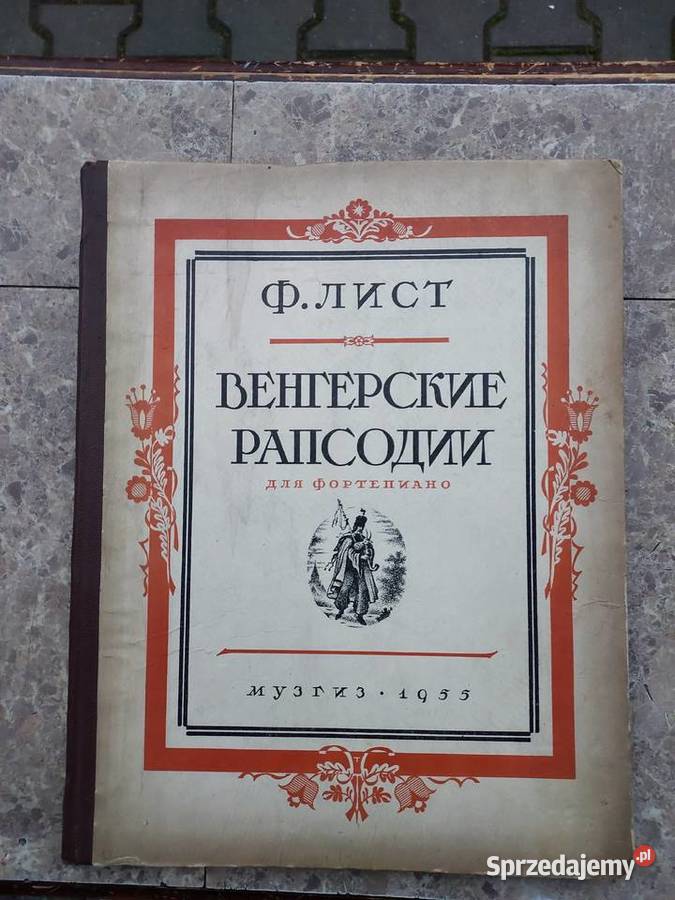 Ф. ЛИСТ
ВЕНГЕРСКИЕ
РАПСОДИИ
ДЛЯ ФОРТЕПИАНО
МУЗГИЗ · 1955
Sprzedajemy.pl